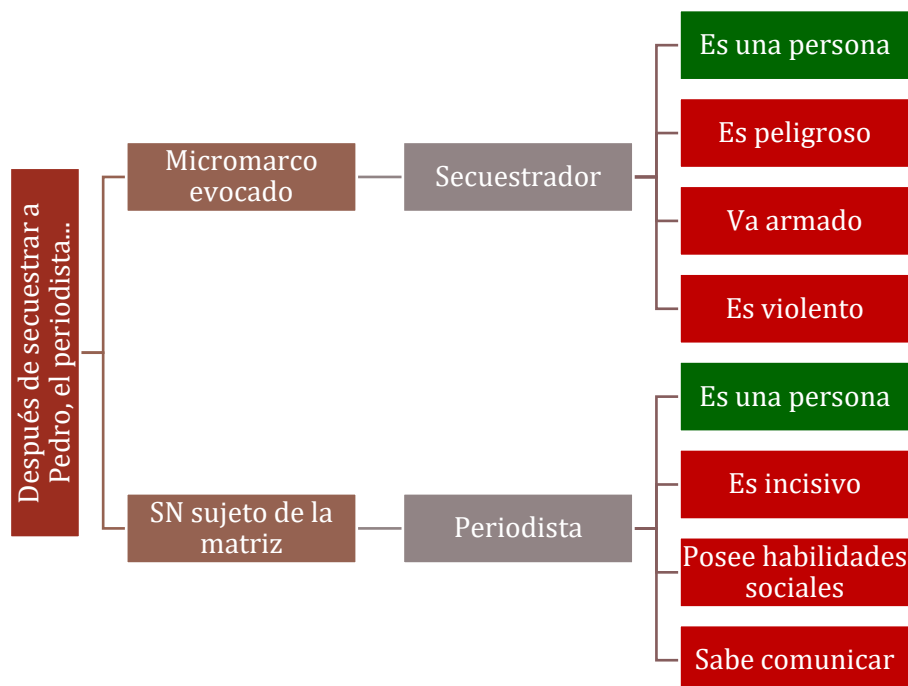 Después de secuestrar a
Pedro, el periodista...
Micromarco
evocado
Secuestrador
Es una persona
Es peligroso
Va armado
Es violento
SN sujeto de la
matriz
Periodista
Es una persona
Es incisivo
Posee habilidades
sociales
Sabe comunicar